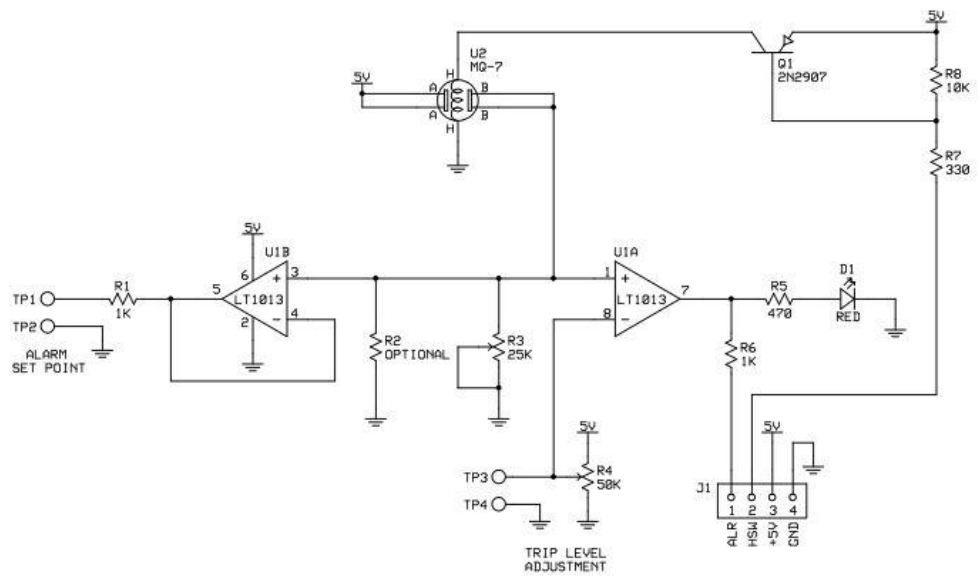 5V
U2
MQ-7
H
A
B
A
B
H
5V
Q1
2N2907
R8
10K
R7
330
5V
U1B
6
3
5
LT1013
4
2
+
-
R1
1K
TP1
TP2
ALARM
SET POINT
R2
OPTIONAL
R3
25K
U1A
1
+
LT1013
7
8
-
R5
470
D1
RED
R6
1K
5V
R4
50K
TP3
TP4
TRIP LEVEL
ADJUSTMENT
5V
J1
1 2 3 4
ALR
HSW
+5V
GND